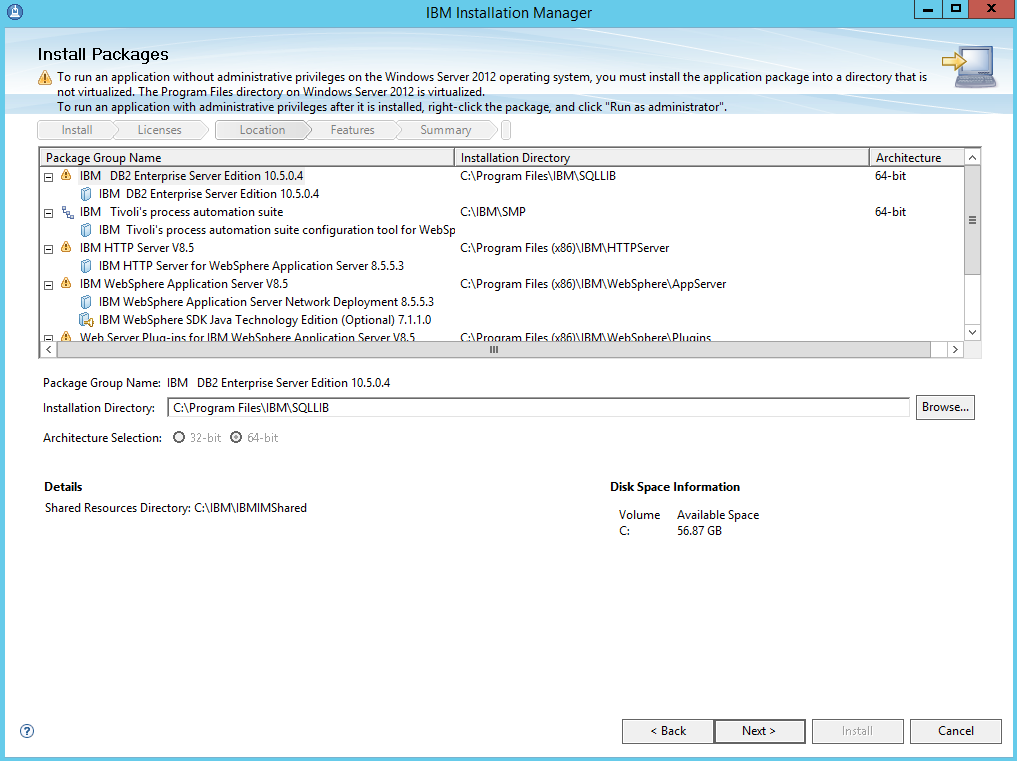 IBM Installation Manager
Install Packages
To run an application without administrative privileges on the Windows Server 2012 operating system, you must install the application package into a directory that is
not virtualized. The Program Files directory on Windows Server 2012 is virtualized.
To run an application with administrative privileges after it is installed, right-click the package, and click "Run as administrator".
Install Licenses Location Features Summary
Package Group Name Installation Directory Architecture
IBM DB2 Enterprise Server Edition 10.5.0.4 C:\Program Files\IBM\SQLLIB 64-bit
IBM DB2 Enterprise Server Edition 10.5.0.4
IBM Tivoli's process automation suite C:\IBM\SMP 64-bit
IBM Tivoli's process automation suite configuration tool for WebSp
IBM HTTP Server V8.5 C:\Program Files (x86)\IBM\HTTPServer
IBM HTTP Server for WebSphere Application Server 8.5.5.3
IBM WebSphere Application Server V8.5 C:\Program Files (x86)\IBM\WebSphere\AppServer
IBM WebSphere Application Server Network Deployment 8.5.5.3
IBM WebSphere SDK Java Technology Edition (Optional) 7.1.1.0
Web Server Plug-ins for IBM WebSphere Application Server V8.5 C:\Program Files (x86)\IBM\WebSphere\Plugins
Package Group Name: IBM DB2 Enterprise Server Edition 10.5.0.4
Installation Directory: C:\Program Files\IBM\SQLLIB Browse...
Architecture Selection: 32-bit 64-bit
Details Disk Space Information
Shared Resources Directory: C:\IBM\IBMIMShared
Volume Available Space
C: 56.87 GB
? < Back Next > Install Cancel